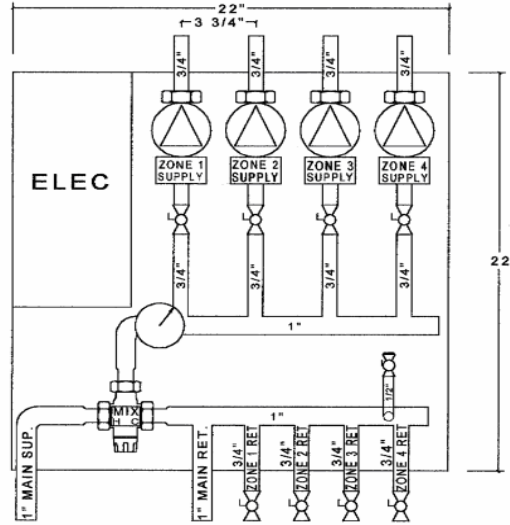 22"
3 3/4"
3/4" 3/4" 3/4" 3/4"
ELEC
ZONE 1 SUPPLY
ZONE 2 SUPPLY
ZONE 3 SUPPLY
ZONE 4 SUPPLY
22
3/4" 3/4" 3/4" 3/4"
1"
1/2"
MIX
H C
1"
1" MAIN SUP.
1" MAIN RET.
3/4" ZONE 1 RET
3/4" ZONE 2 RET
3/4" ZONE 3 RET
3/4" ZONE 4 RET